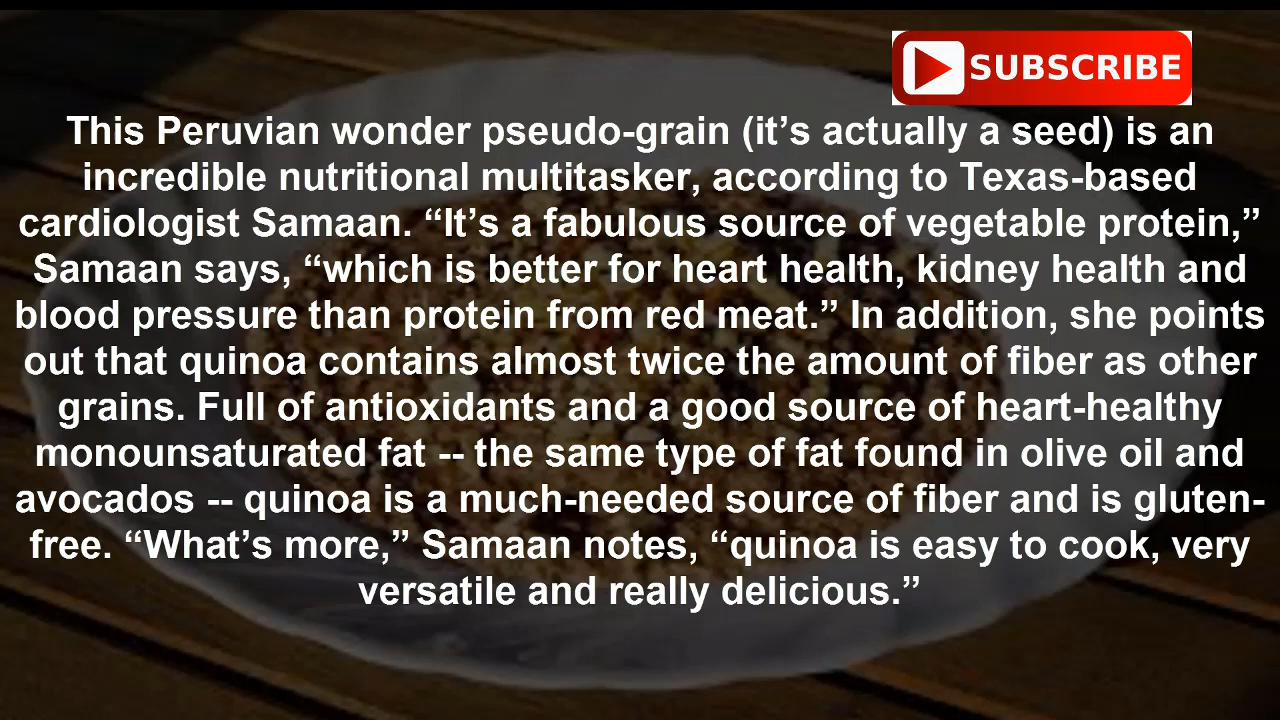 SUBSCRIBE
This Peruvian wonder pseudo-grain (it’s actually a seed) is an
incredible nutritional multitasker, according to Texas-based
cardiologist Samaan. “It’s a fabulous source of vegetable protein,”
Samaan says, “which is better for heart health, kidney health and
blood pressure than protein from red meat.” In addition, she points
out that quinoa contains almost twice the amount of fiber as other
grains. Full of antioxidants and a good source of heart-healthy
monounsaturated fat -- the same type of fat found in olive oil and
avocados -- quinoa is a much-needed source of fiber and is gluten-
free. “What’s more,” Samaan notes, “quinoa is easy to cook, very
versatile and really delicious.”